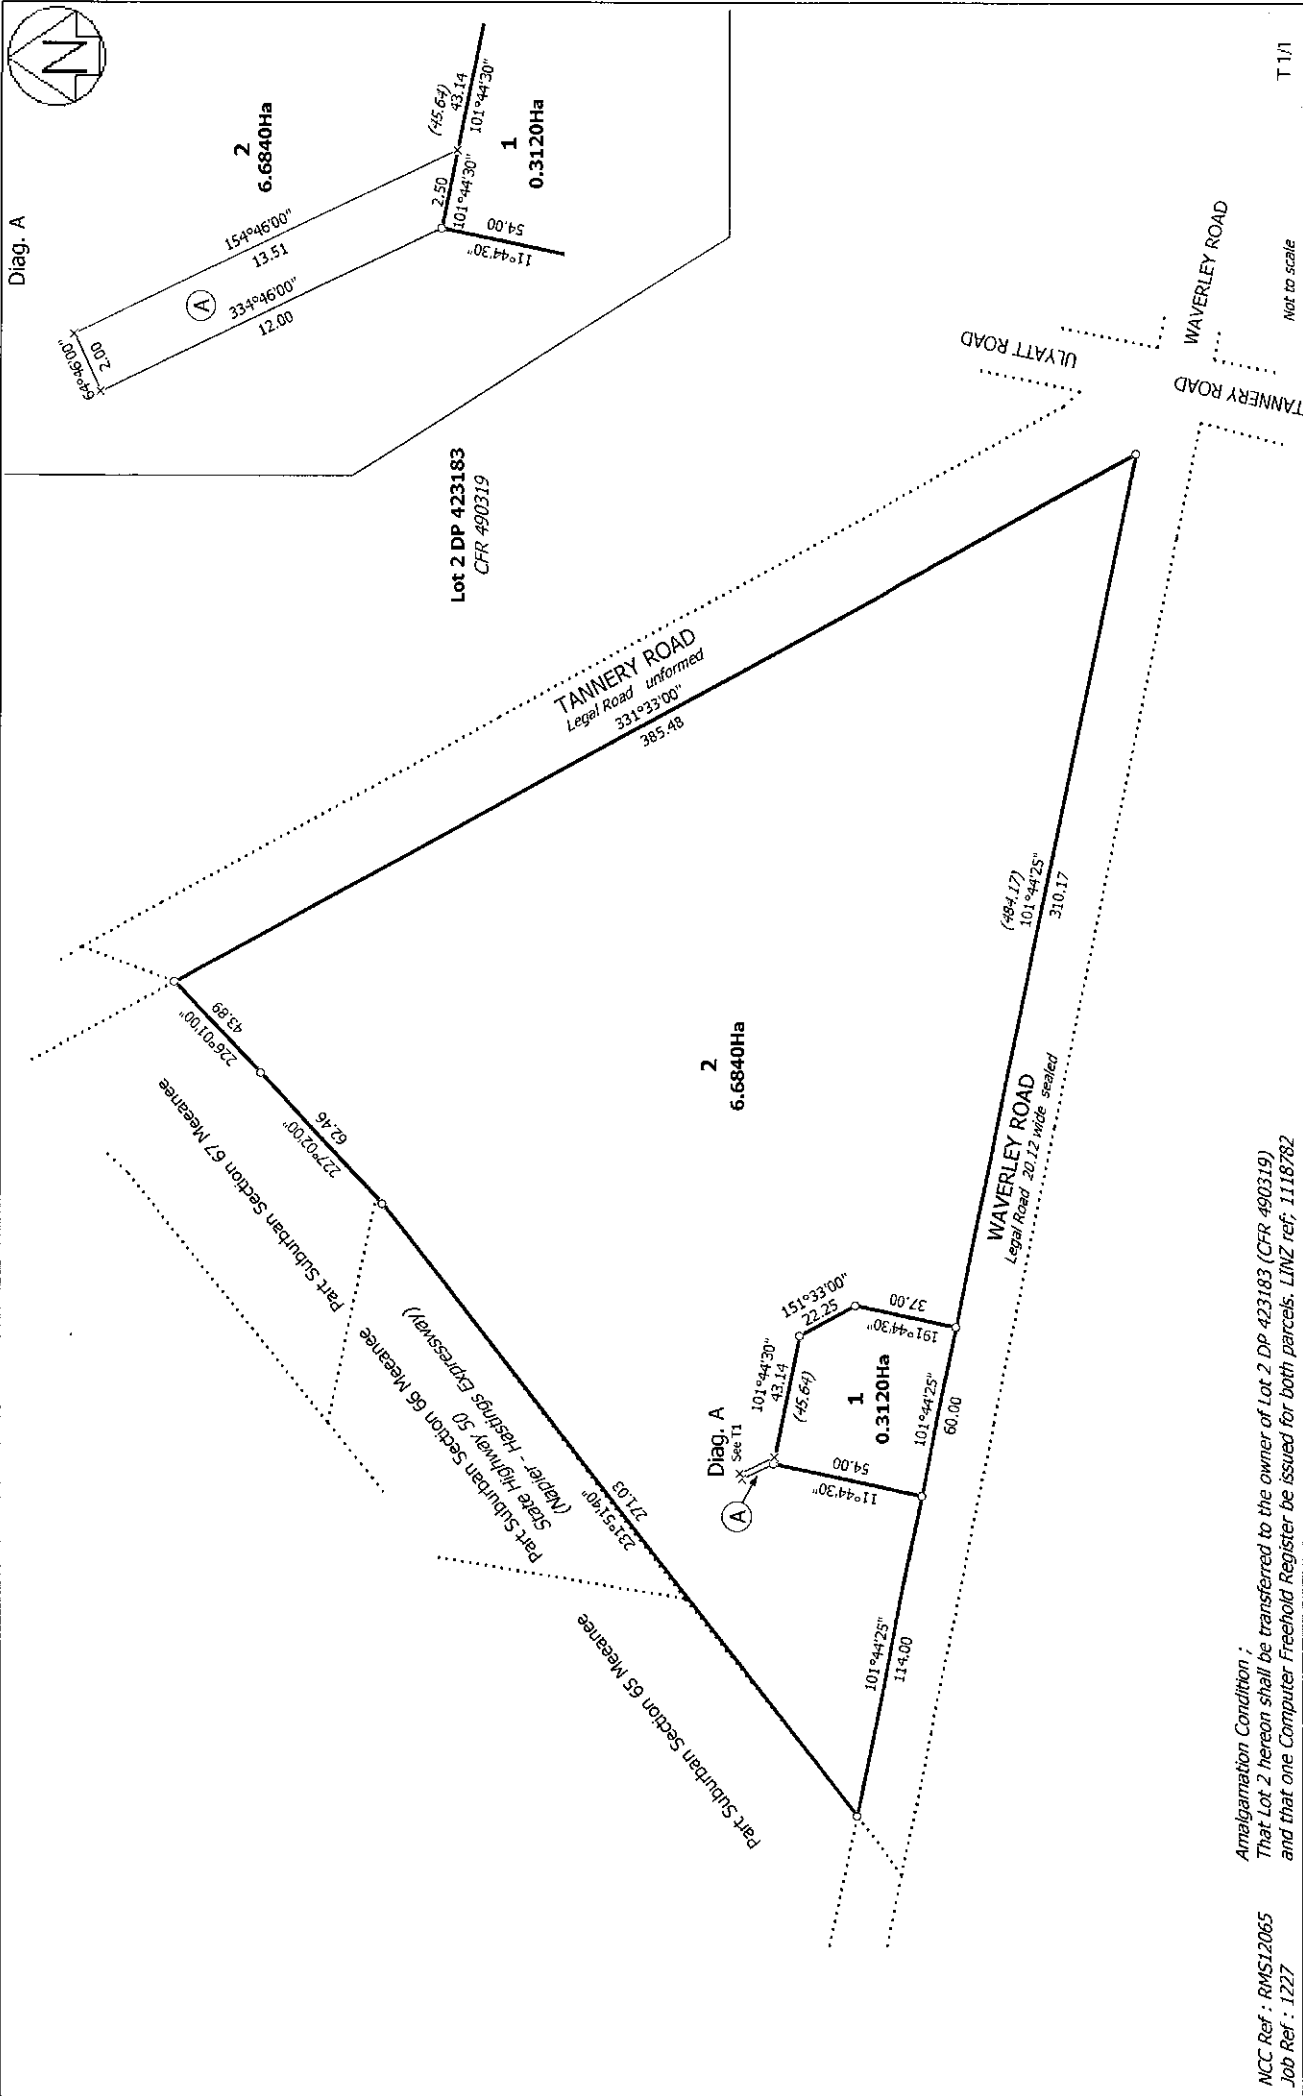 Diag. A
N
2
6.6840Ha
64°46'00"
2.00
154°46'00"
13.51
A
334°46'00"
12.00
(45.64)
43.14
101°44'30"
2.50
101°44'30"
1
0.3120Ha
54.00
11°44'30"
Lot 2 DP 423183
CFR 490319
TANNERY ROAD
Legal Road unformed
331°33'00"
385.48
226°01'00"
43.89
227°02'00"
62.46
Part Suburban Section 67 Meeanee
Part Suburban Section 66 Meeanee
State Highway 50
(Napier - Hastings Expressway)
231°51'40"
271.03
Part Suburban Section 65 Meeanee
2
6.6840Ha
Diag. A
See T1
A
101°44'30"
43.14
(45.64)
151°33'00"
22.25
191°44'30"
37.00
1
0.3120Ha
11°44'30"
54.00
101°44'25"
60.00
101°44'25"
114.00
(484.17)
101°44'25"
310.17
WAVERLEY ROAD
Legal Road 20.12 wide sealed
ULYATT ROAD
WAVERLEY ROAD
TANNERY ROAD
Not to scale
T 1/1
NCC Ref : RMS12065
Job Ref : 1227
Amalgamation Condition ;
That Lot 2 hereon shall be transferred to the owner of Lot 2 DP 423183 (CFR 490319)
and that one Computer Freehold Register be issued for both parcels. LINZ ref; 1118782